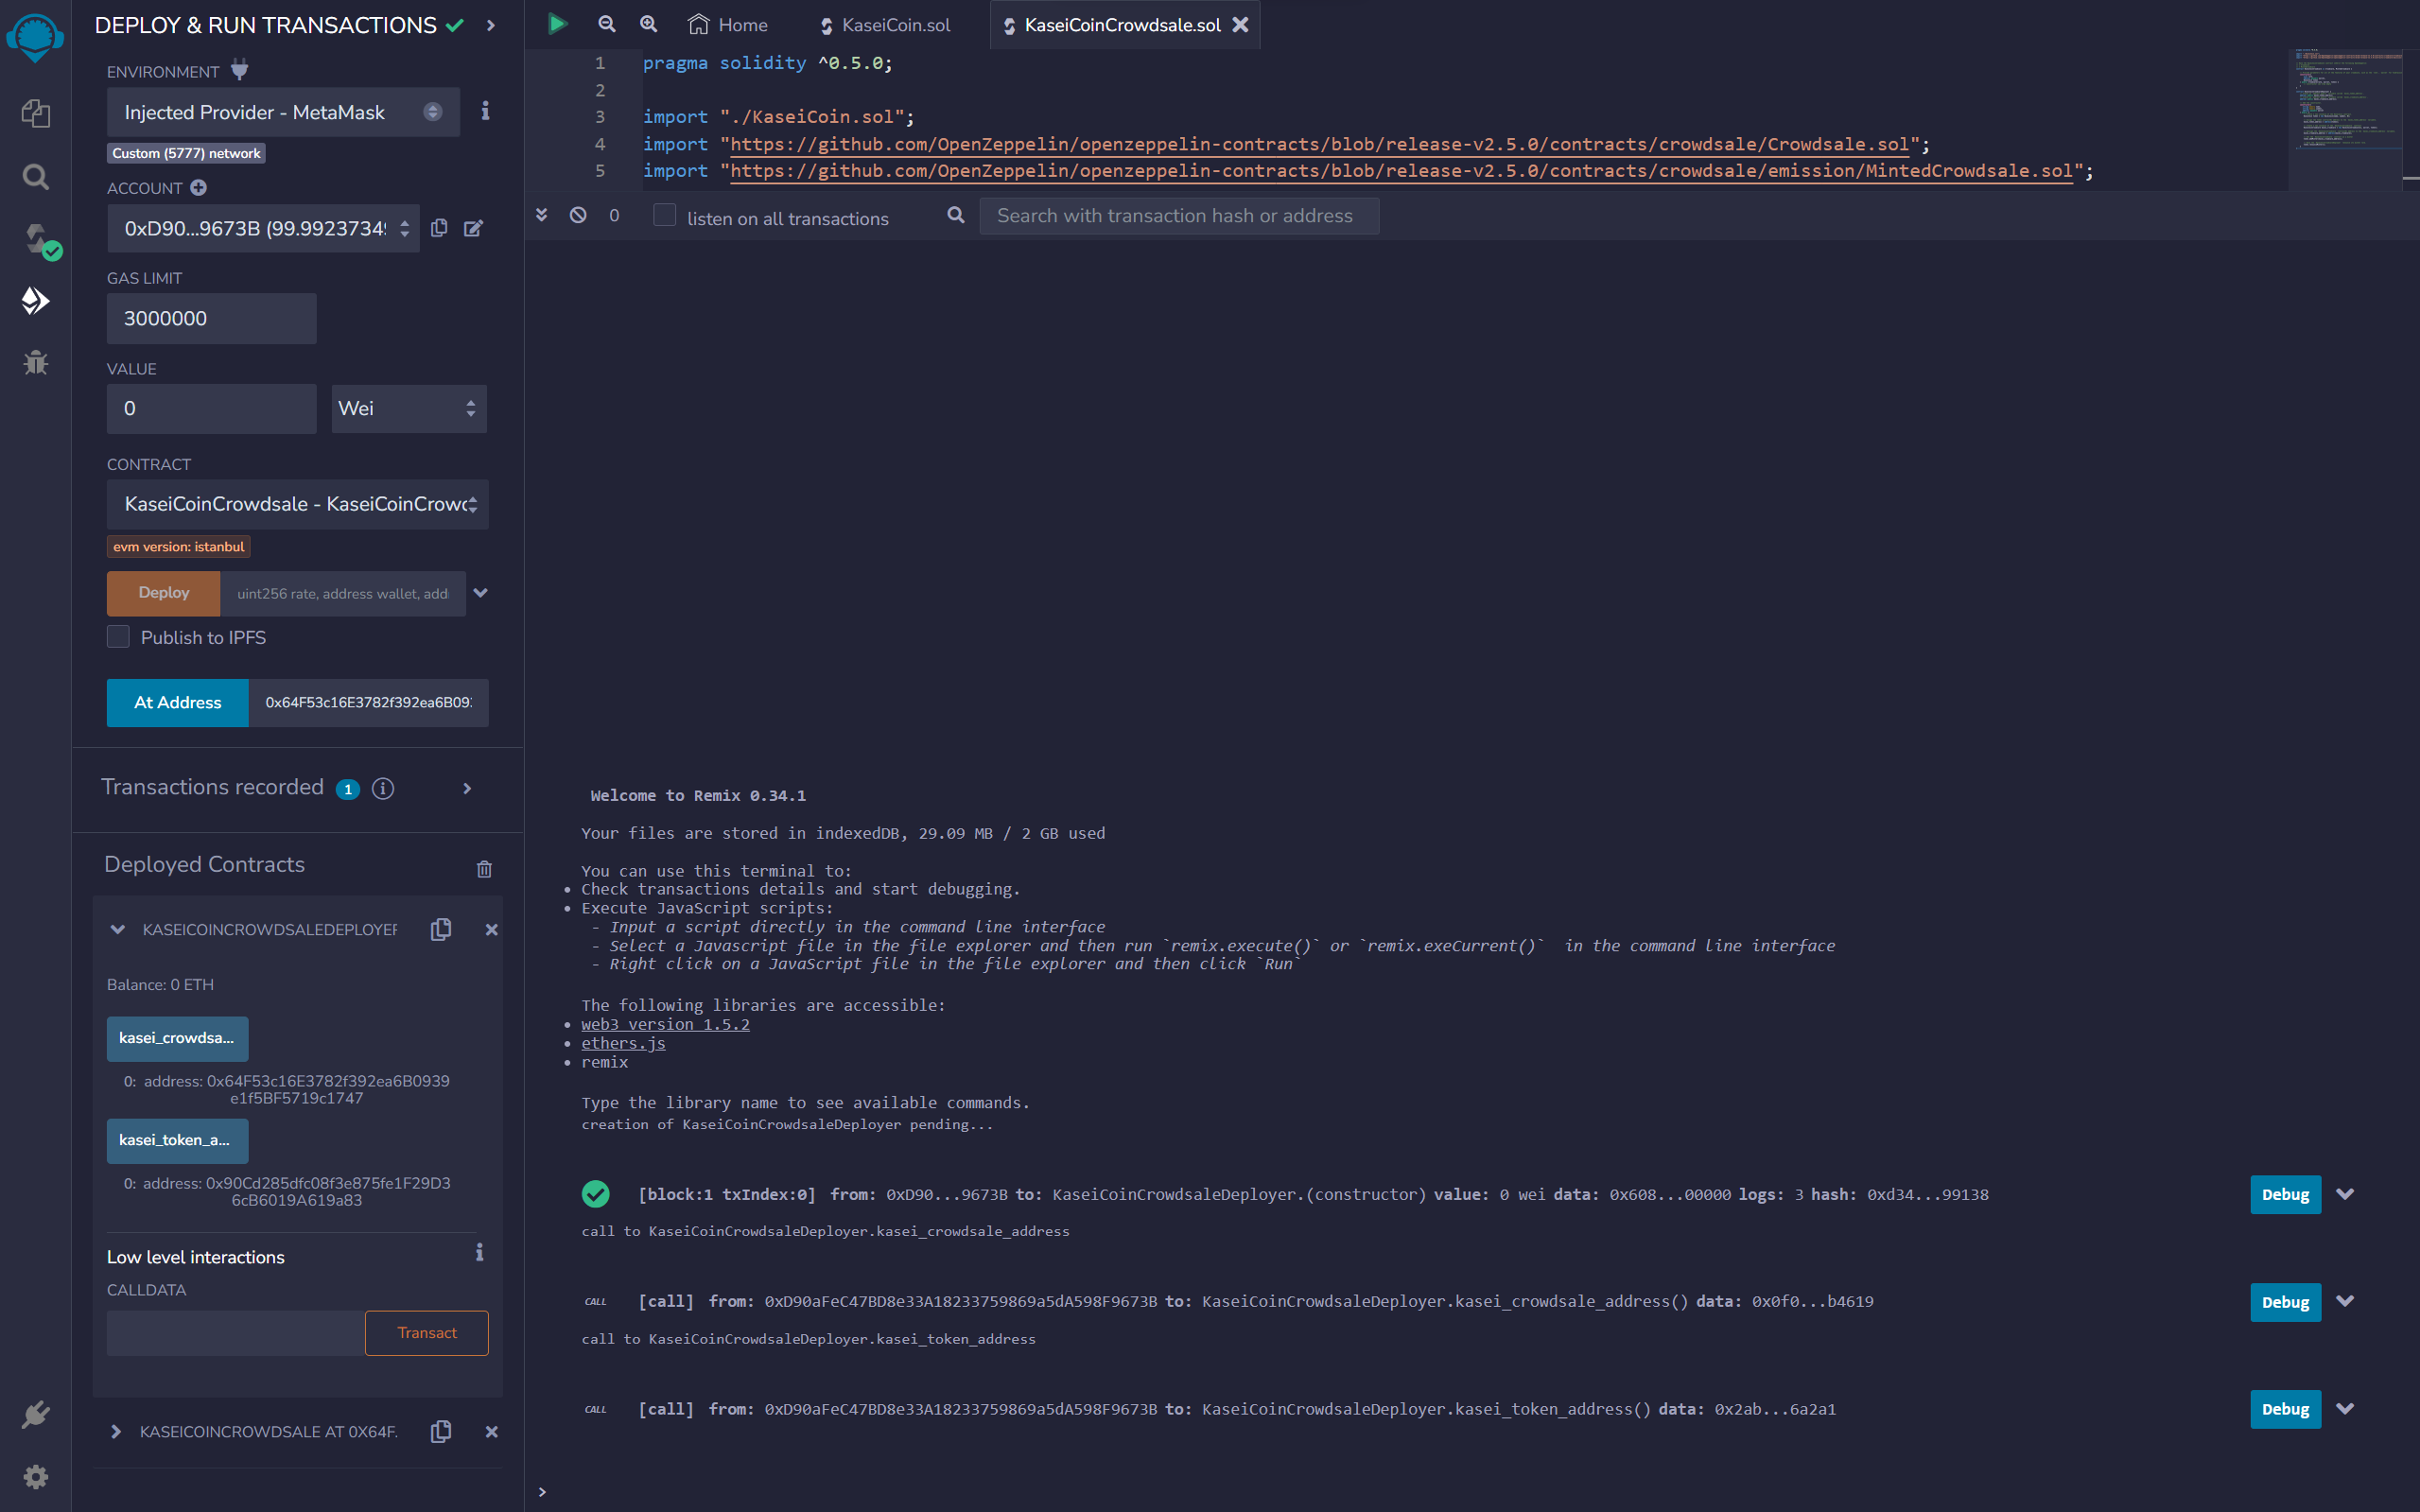 DEPLOY & RUN TRANSACTIONS
ENVIRONMENT
Injected Provider - MetaMask
Custom (5777) network
ACCOUNT
0xD90...9673B (99.99237349
GAS LIMIT
3000000
VALUE
0
Wei
CONTRACT
KaseiCoinCrowdsale - KaseiCoinCrowd
evm version: istanbul
Deploy
uint256 rate, address wallet, add
Publish to IPFS
At Address
0x64F53c16E3782f392ea6B093
Transactions recorded 1
Deployed Contracts
KASEICOINCROWDSALEDEPLOYER
Balance: 0 ETH
kasei_crowdsa...
0: address: 0x64F53c16E3782f392ea6B0939
e1f5BF5719c1747
kasei_token_a...
0: address: 0x90Cd285dfc08f3e875fe1F29D3
6cB6019A619a83
Low level interactions
CALLDATA
Transact
KASEICOINCROWDSALE AT 0X64F.
Home
KaseiCoin.sol
KaseiCoinCrowdsale.sol
1 pragma solidity ^0.5.0;
2
3 import "./KaseiCoin.sol";
4 import "https://github.com/OpenZeppelin/openzeppelin-contracts/blob/release-v2.5.0/contracts/crowdsale/Crowdsale.sol";
5 import "https://github.com/OpenZeppelin/openzeppelin-contracts/blob/release-v2.5.0/contracts/crowdsale/emission/MintedCrowdsale.sol";
0
listen on all transactions
Search with transaction hash or address
Welcome to Remix 0.34.1
Your files are stored in indexedDB, 29.09 MB / 2 GB used
You can use this terminal to:
• Check transactions details and start debugging.
• Execute JavaScript scripts:
- Input a script directly in the command line interface
- Select a Javascript file in the file explorer and then run `remix.execute()` or `remix.exeCurrent()` in the command line interface
- Right click on a JavaScript file in the file explorer and then click `Run`
The following libraries are accessible:
• web3 version 1.5.2
• ethers.js
• remix
Type the library name to see available commands.
creation of KaseiCoinCrowdsaleDeployer pending...
[block:1 txIndex:0] from: 0xD90...9673B to: KaseiCoinCrowdsaleDeployer.(constructor) value: 0 wei data: 0x608...00000 logs: 3 hash: 0xd34...99138
Debug
call to KaseiCoinCrowdsaleDeployer.kasei_crowdsale_address
CALL [call] from: 0xD90aFeC47BD8e33A18233759869a5dA598F9673B to: KaseiCoinCrowdsaleDeployer.kasei_crowdsale_address() data: 0x0f0...b4619
Debug
call to KaseiCoinCrowdsaleDeployer.kasei_token_address
CALL [call] from: 0xD90aFeC47BD8e33A18233759869a5dA598F9673B to: KaseiCoinCrowdsaleDeployer.kasei_token_address() data: 0x2ab...6a2a1
Debug
>